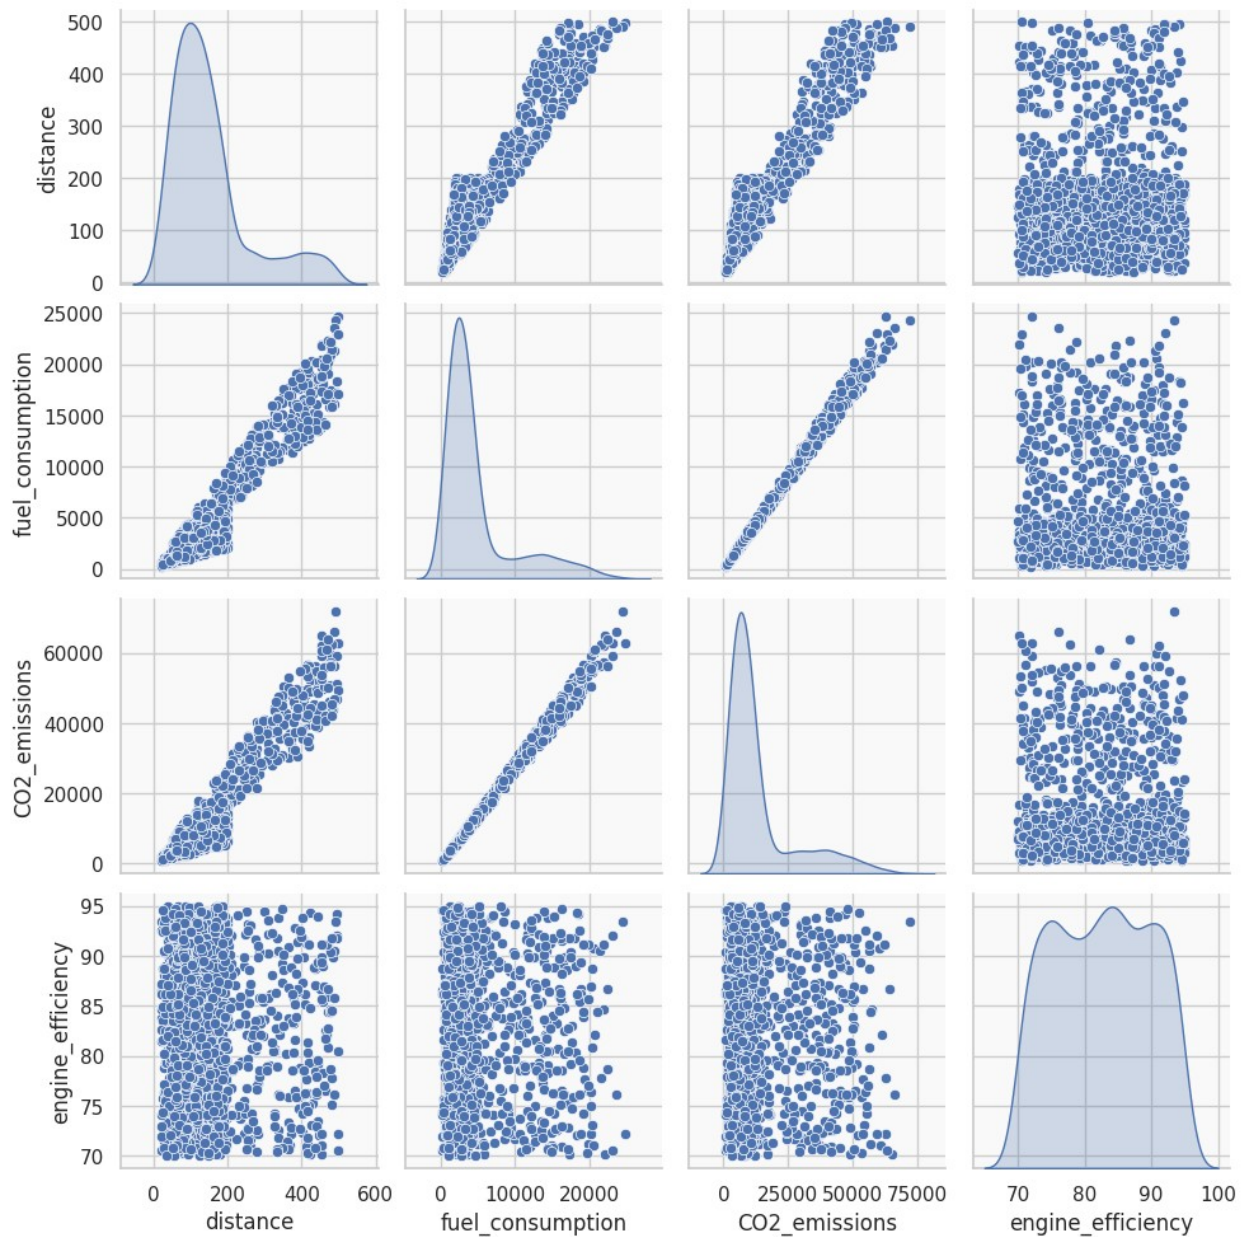 500
400
300
200
100
0
distance
25000
20000
15000
10000
5000
0
fuel_consumption
60000
40000
20000
0
CO2_emissions
95
90
85
80
75
70
engine_efficiency
0 200 400 600
distance
0 10000 20000
fuel_consumption
0 25000 50000 75000
CO2_emissions
70 80 90 100
engine_efficiency